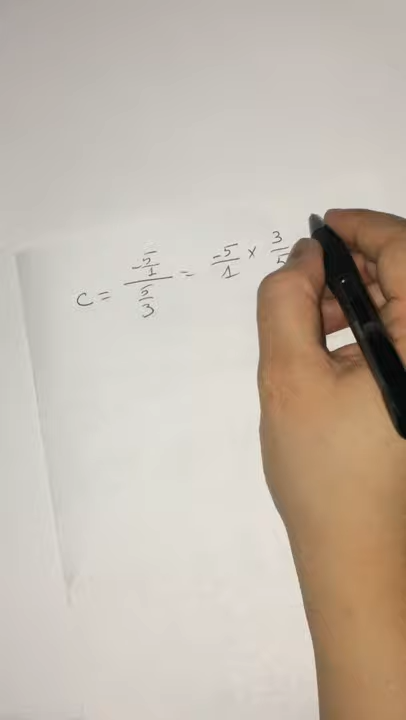 C = (-5/1)/(5/3) = -5/1 × 3/5